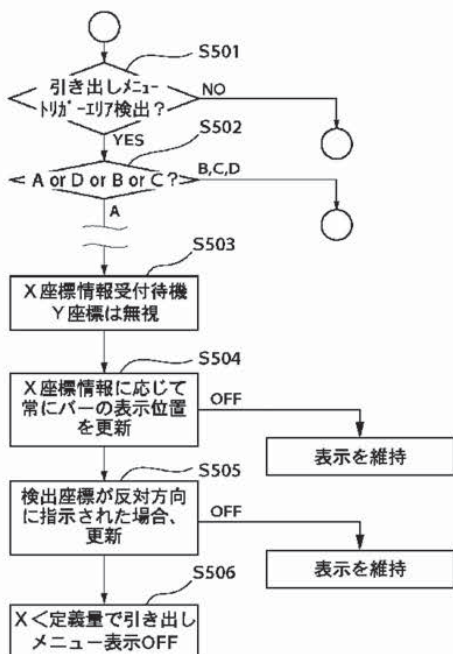 S501
引き出しメニュー
トリガーエリア検出?
NO
YES
S502
A or D or B or C?
B,C,D
A
S503
X座標情報受付待機
Y座標は無視
S504
X座標情報に応じて
常にバーの表示位置
を更新
OFF
表示を維持
S505
検出座標が反対方向
に指示された場合、
更新
OFF
表示を維持
S506
X<定義量で引き出し
メニュー表示OFF